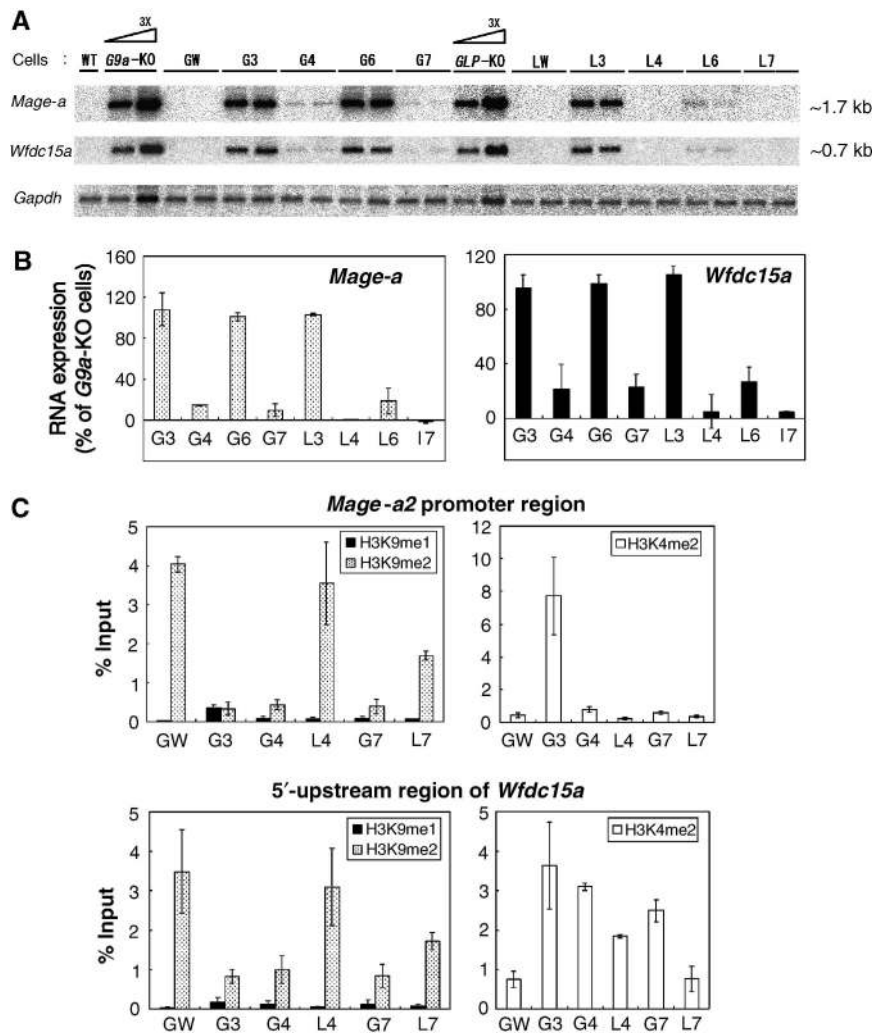 A
3X 3X
Cells : WT G9a-KO GW G3 G4 G6 G7 GLP-KO LW L3 L4 L6 L7
Mage-a ~1.7 kb
Wfdc15a ~0.7 kb
Gapdh
B
RNA expression
(% of G9a-KO cells)
Mage-a
160
120
80
40
0
G3 G4 G6 G7 L3 L4 L6 I7
Wfdc15a
120
80
40
0
G3 G4 G6 G7 L3 L4 L6 I7
C
Mage-a2 promoter region
% Input
H3K9me1
H3K9me2
5
4
3
2
1
0
GW G3 G4 L4 G7 L7
H3K4me2
12
10
8
6
4
2
0
GW G3 G4 L4 G7 L7
5′-upstream region of Wfdc15a
% Input
H3K9me1
H3K9me2
5
4
3
2
1
0
GW G3 G4 L4 G7 L7
H3K4me2
5
4
3
2
1
0
GW G3 G4 L4 G7 L7